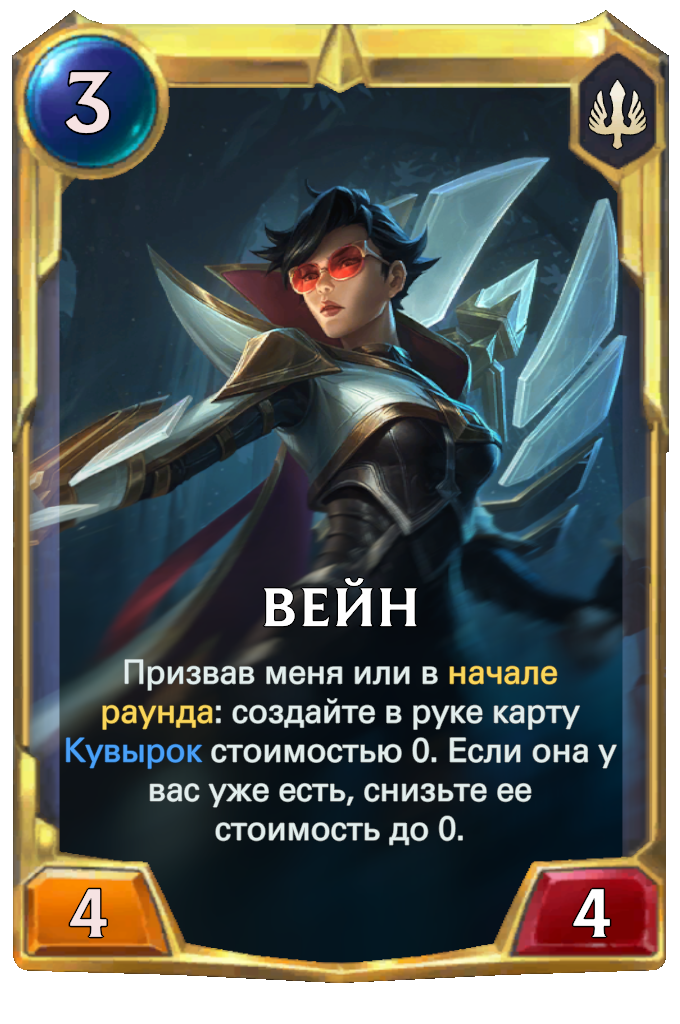 3
ВЕЙН
Призвав меня или в начале
раунда: создайте в руке карту
Кувырок стоимостью 0. Если она у
вас уже есть, снизьте ее
стоимость до 0.
4
4